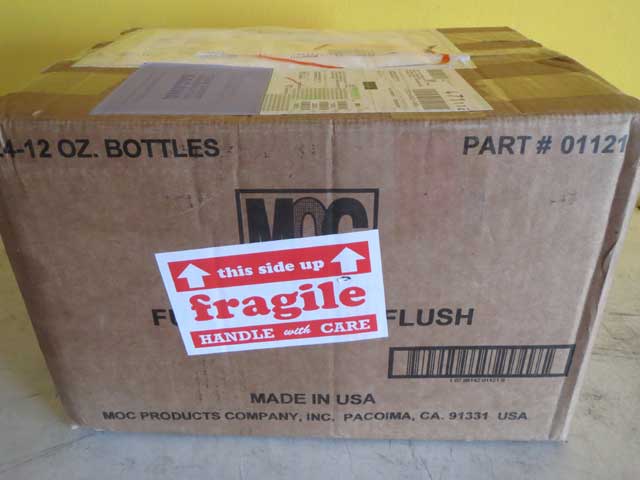 4-12 OZ. BOTTLES
PART # 01121
MOC
this side up
fragile
HANDLE with CARE
FLUSH
MADE IN USA
MOC PRODUCTS COMPANY, INC. PACOIMA, CA. 91331 USA